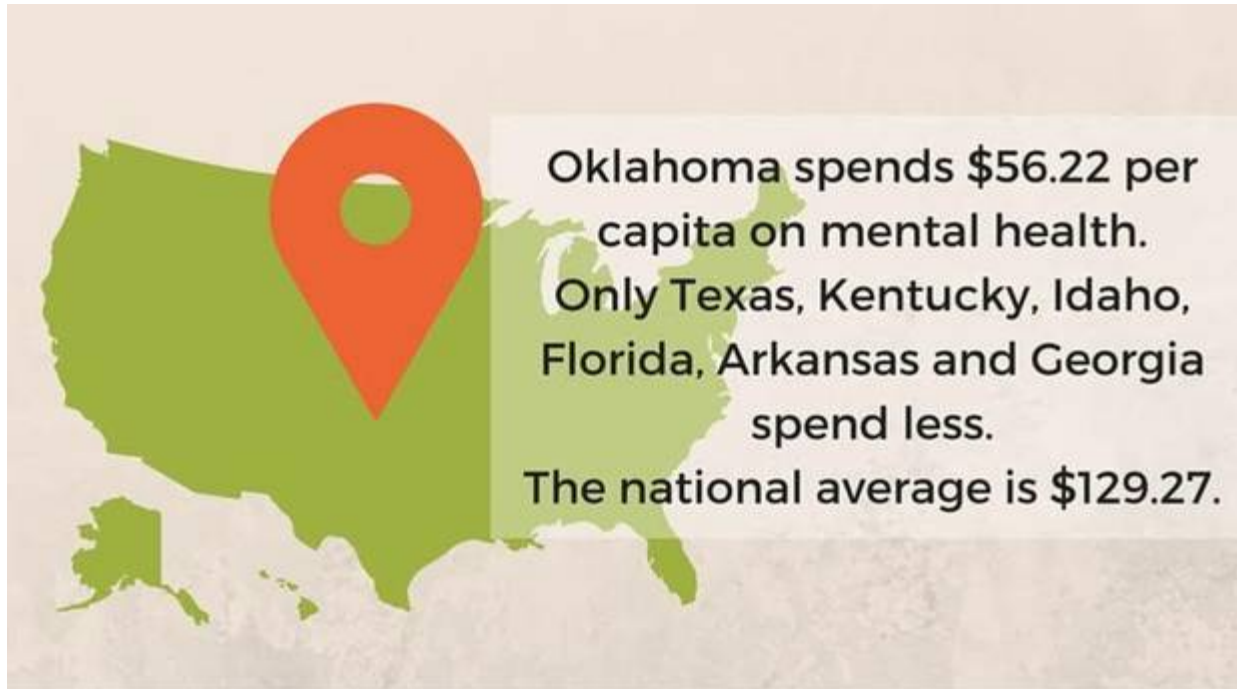 Oklahoma spends $56.22 per
capita on mental health.
Only Texas, Kentucky, Idaho,
Florida, Arkansas and Georgia
spend less.
The national average is $129.27.